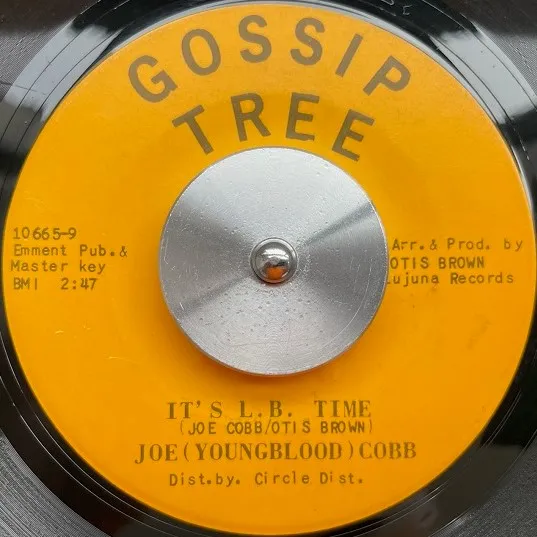 GOSSIP
TREE
10665-9
Emment Pub.&
Master key
BMI 2:47
Arr.& Prod. by
OTIS BROWN
ujuna Records
IT'S L.B. TIME
(JOE COBB/OTIS BROWN)
JOE(YOUNGBLOOD)COBB
Dist.by. Circle Dist.